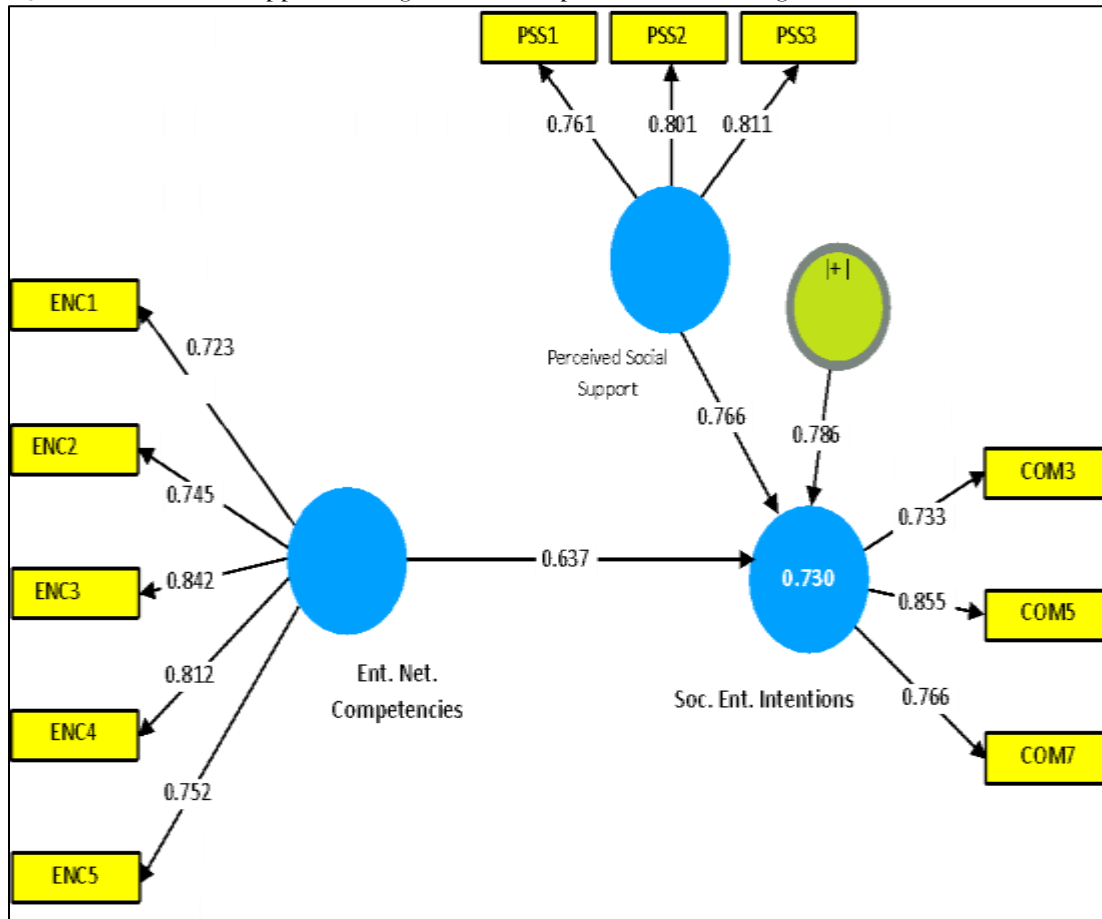 PSS1 PSS2 PSS3
0.761 0.801 0.811
|+|
ENC1
0.723
Perceived Social
Support
0.766
0.786
ENC2
0.745
COM3
0.733
ENC3
0.842
0.637
0.730
0.855
COM5
0.812
Ent. Net.
Competencies
Soc. Ent. Intentions
0.766
ENC4
COM7
0.752
ENC5